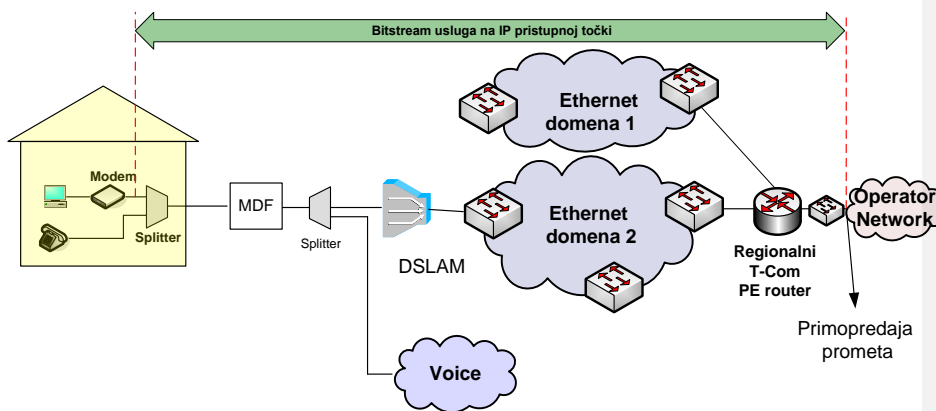 Bitstream usluga na IP pristupnoj točki
Ethernet
domena 1
Modem
Splitter
MDF
Splitter
DSLAM
Ethernet
domena 2
Regionalni
T-Com
PE router
Operator
Network
Primopredaja
prometa
Voice